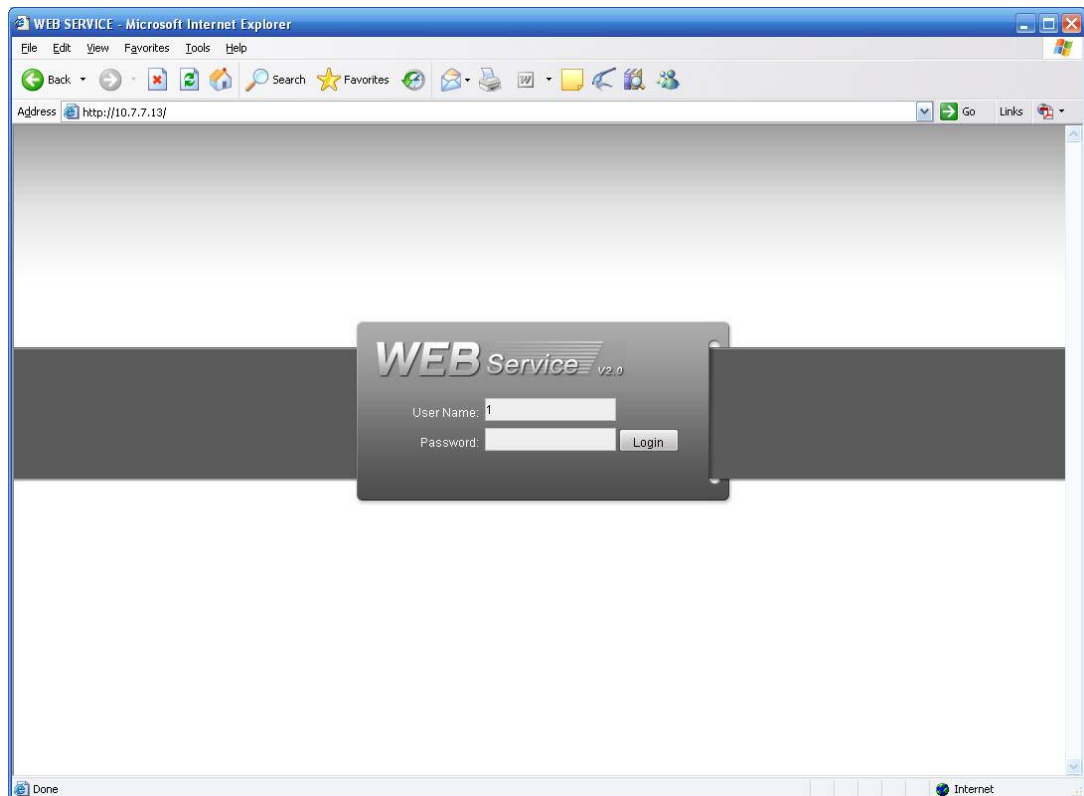 WEB SERVICE - Microsoft Internet Explorer
File Edit View Favorites Tools Help
Back Search Favorites
Address http://10.7.7.13/ Go Links
WEB Service V2.0
User Name: 1
Password: Login
Done Internet